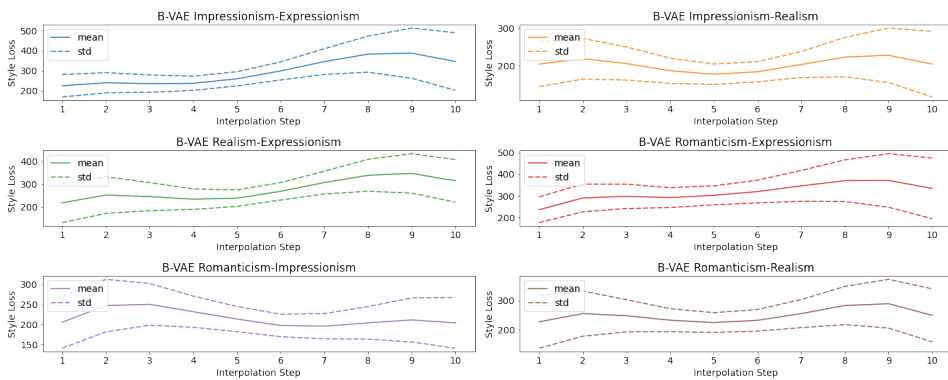 B-VAE Impressionism-Expressionism
Style Loss
500
400
300
200
mean
std
1 2 3 4 5 6 7 8 9 10
Interpolation Step
B-VAE Impressionism-Realism
Style Loss
300
200
mean
std
1 2 3 4 5 6 7 8 9 10
Interpolation Step
B-VAE Realism-Expressionism
Style Loss
400
300
200
mean
std
1 2 3 4 5 6 7 8 9 10
Interpolation Step
B-VAE Romanticism-Expressionism
Style Loss
500
400
300
200
mean
std
1 2 3 4 5 6 7 8 9 10
Interpolation Step
B-VAE Romanticism-Impressionism
Style Loss
300
250
200
150
mean
std
1 2 3 4 5 6 7 8 9 10
Interpolation Step
B-VAE Romanticism-Realism
Style Loss
300
200
mean
std
1 2 3 4 5 6 7 8 9 10
Interpolation Step